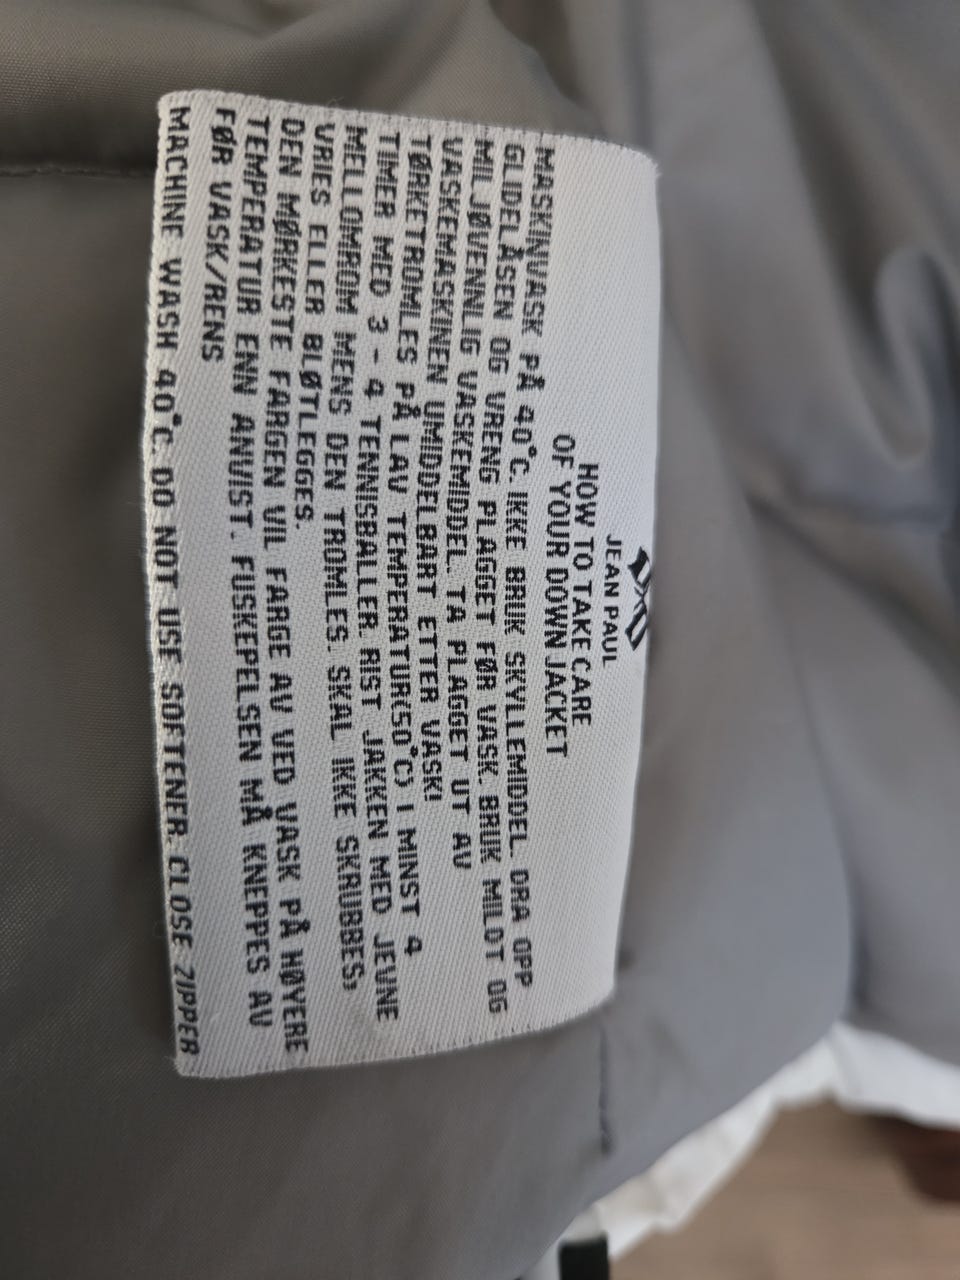 JEAN PAUL
HOW TO TAKE CARE
OF YOUR DOWN JACKET
MASKINVASK PÅ 40°C. IKKE BRUK SKYLLEMIDDEL. DRA OPP
GLIDELÅSEN OG VRENG PLAGGET FØR VASK. BRUK MILDT OG
MILJØVENNLIG VASKEMIDDEL. TA PLAGGET UT AV
VASKEMASKINEN UMIDDELBART ETTER VASK!
TØRKETROMLES PÅ LAV TEMPERATUR(50°C) I MINST 4
TIMER MED 3 - 4 TENNISBALLER. RIST JAKKEN MED JEVNE
MELLOMROM MENS DEN TROMLES. SKAL IKKE SKRUBBES,
VRIES ELLER BLØTLEGGES.
DEN MØRKESTE FARGEN VIL FARGE AV VED VASK PÅ HØYERE
TEMPERATUR ENN ANVIST. FUSKEPELSEN MÅ KNEPPES AV
FØR VASK/RENS
MACHINE WASH 40°C. DO NOT USE SOFTENER. CLOSE ZIPPER